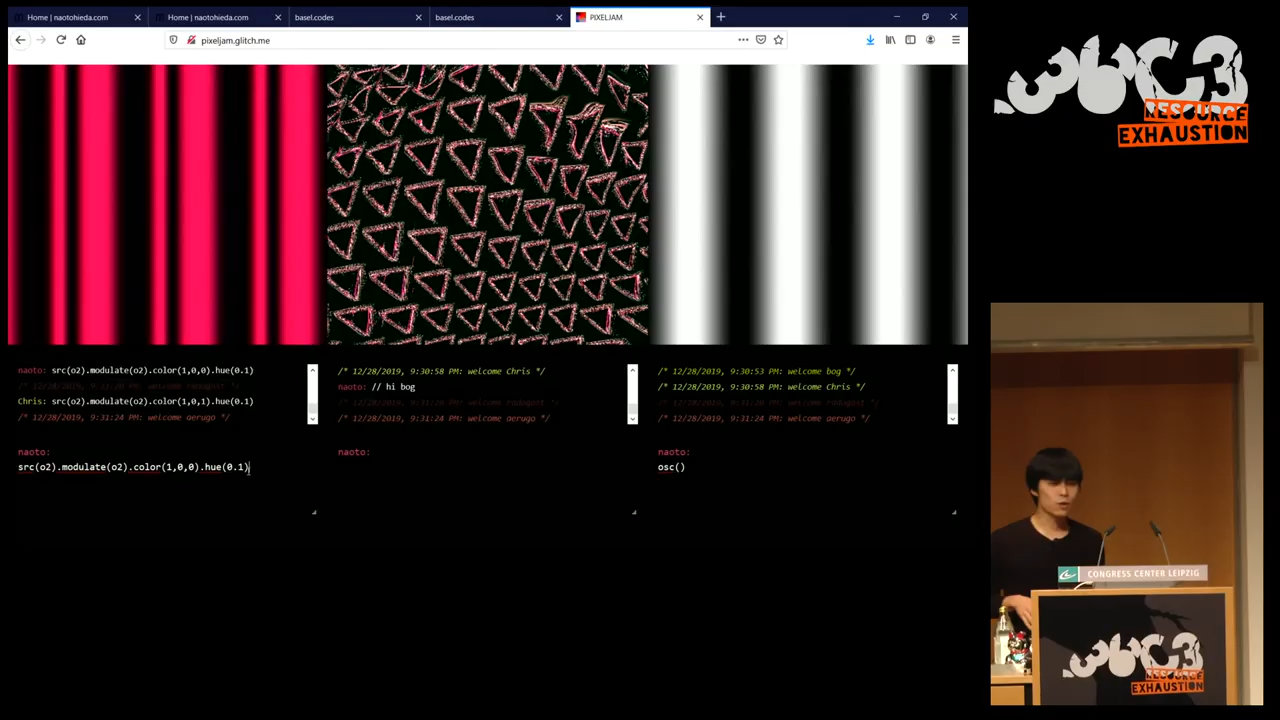 Home | naotohieda.com
Home | naotohieda.com
basel.codes
basel.codes
PIXELJAM
pixeljam.glitch.me
naoto: src(o2).modulate(o2).color(1,0,0).hue(0.1)
Chris: src(o2).modulate(o2).color(1,0,1).hue(0.1)
/* 12/28/2019, 9:31:24 PM: welcome aerugo */
naoto:
src(o2).modulate(o2).color(1,0,0).hue(0.1)
/* 12/28/2019, 9:30:58 PM: welcome Chris */
naoto: // hi bog
/* 12/28/2019, 9:31:24 PM: welcome aerugo */
naoto:
/* 12/28/2019, 9:30:53 PM: welcome bog */
/* 12/28/2019, 9:30:58 PM: welcome Chris */
/* 12/28/2019, 9:31:24 PM: welcome aerugo */
naoto:
osc()
36C3
RESOURCE
EXHAUSTION
CONGRESS CENTER LEIPZIG
36C3
RESOURCE
EXHAUSTION